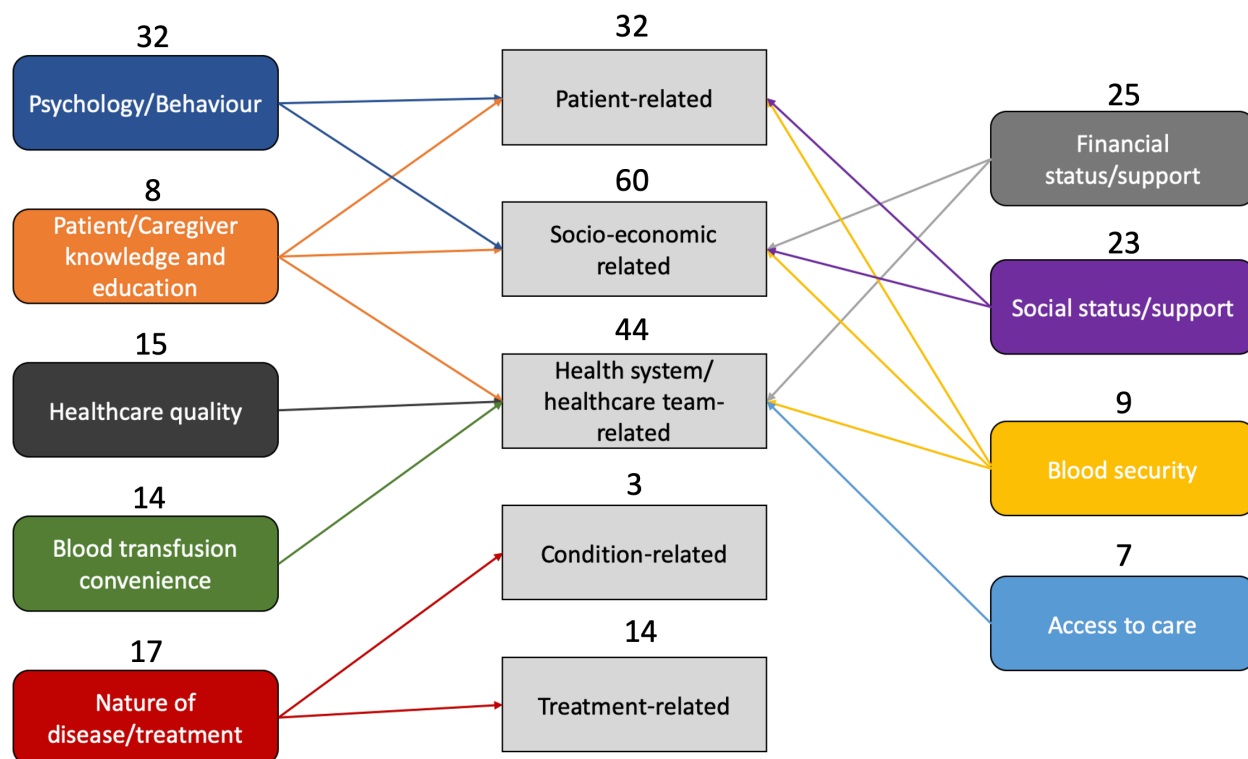 32
Psychology/Behaviour
8
Patient/Caregiver
knowledge and
education
15
Healthcare quality
14
Blood transfusion
convenience
17
Nature of
disease/treatment
32
Patient-related
60
Socio-economic
related
44
Health system/
healthcare team-
related
3
Condition-related
14
Treatment-related
25
Financial
status/support
23
Social status/support
9
Blood security
7
Access to care